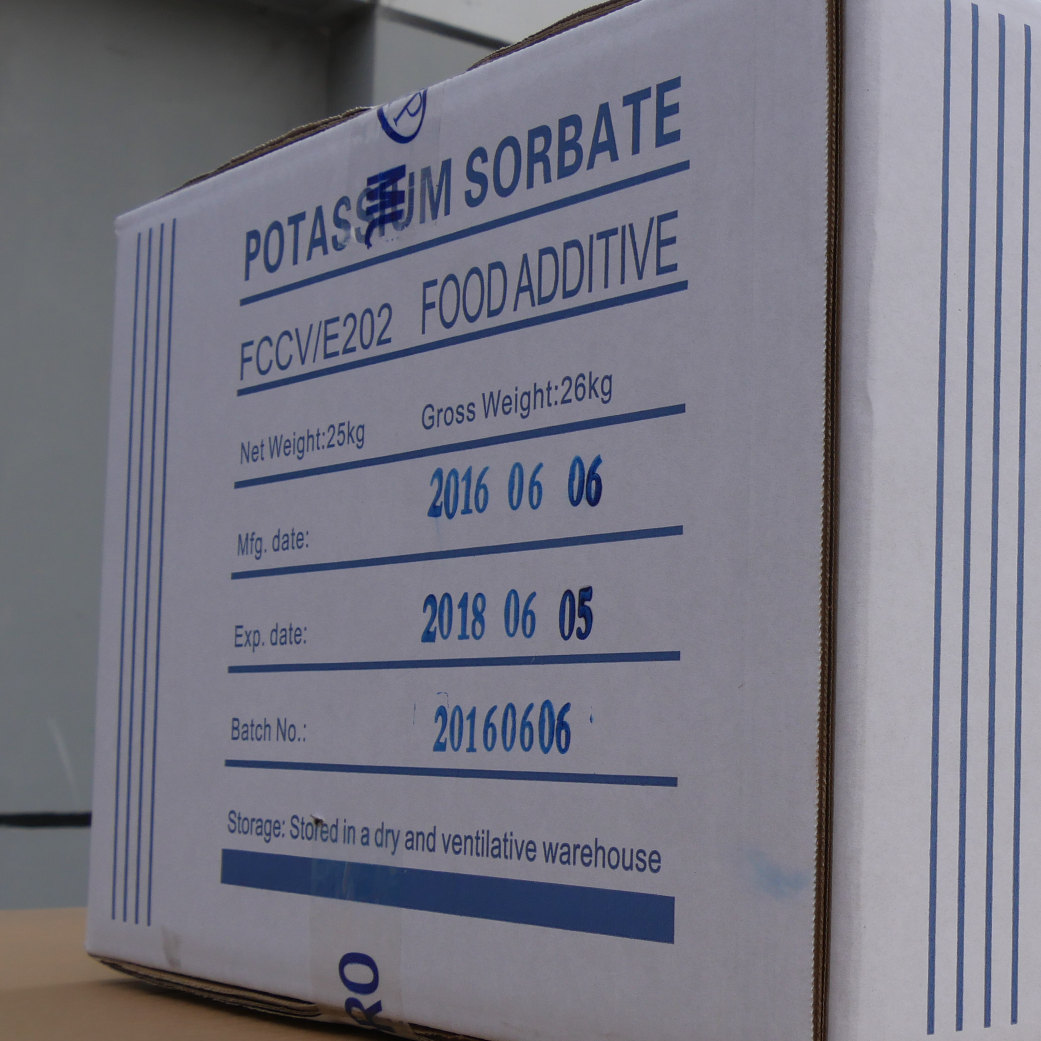 POTASSIUM SORBATE
FCCV/E202 FOOD ADDITIVE
Net Weight:25kg Gross Weight:26kg
Mfg. date: 2016 06 06
Exp. date: 2018 06 05
Batch No.: 20160606
Storage: Stored in a dry and ventilative warehouse
RO